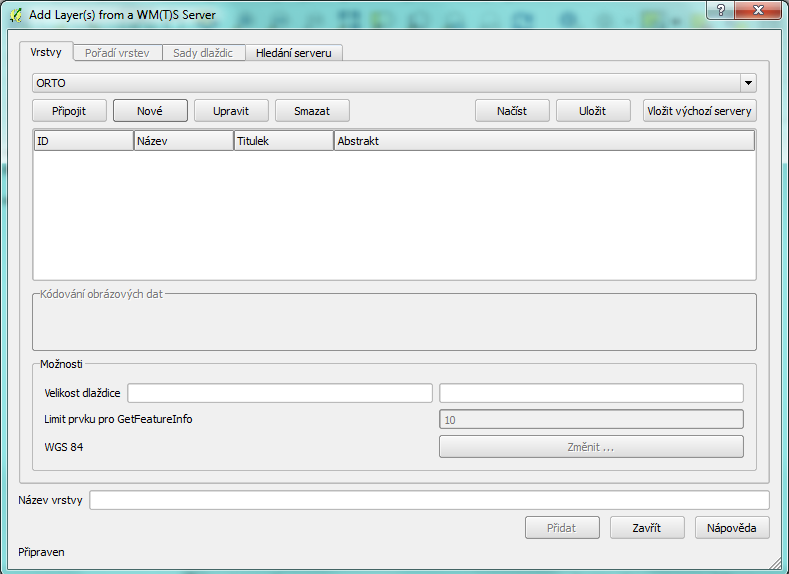 Add Layer(s) from a WM(T)S Server
?
Vrstvy Pořadí vrstev Sady dlaždic Hledání serveru
ORTO
Připojit Nové Upravit Smazat Načíst Uložit Vložit výchozí servery
ID Název Titulek Abstrakt
Kódování obrázových dat
Možnosti
Velikost dlaždice
Limit prvku pro GetFeatureInfo 10
WGS 84 Změnit ...
Název vrstvy
Přidat Zavřít Nápověda
Připraven